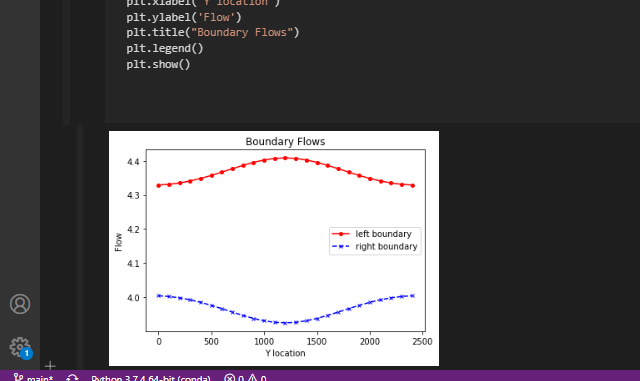 plt.xlabel('Y location')
plt.ylabel('Flow')
plt.title("Boundary Flows")
plt.legend()
plt.show()
Boundary Flows
4.4
4.3
4.2
4.1
4.0
Flow
left boundary
right boundary
0 500 1000 1500 2000 2500
Y location
1
main* Python 3.7.4 64-bit (conda) 0 0